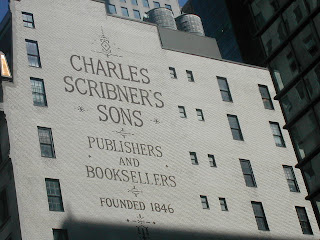 CHARLES
SCRIBNER'S
SONS
PUBLISHERS
AND
BOOKSELLERS
FOUNDED 1846